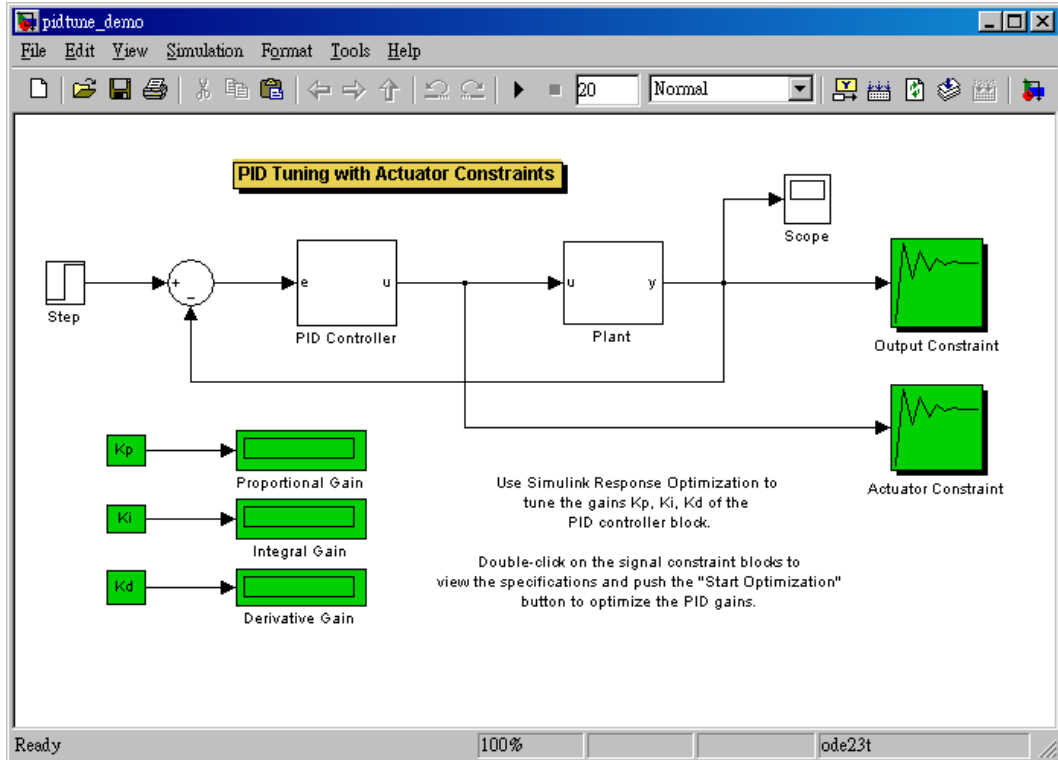 pidtune_demo
File Edit View Simulation Format Tools Help
20 Normal
PID Tuning with Actuator Constraints
Scope
Step
+
−
e u
PID Controller
u y
Plant
Output Constraint
Kp
Proportional Gain
Ki
Integral Gain
Kd
Derivative Gain
Actuator Constraint
Use Simulink Response Optimization to
tune the gains Kp, Ki, Kd of the
PID controller block.
Double-click on the signal constraint blocks to
view the specifications and push the "Start Optimization"
button to optimize the PID gains.
Ready 100% ode23t